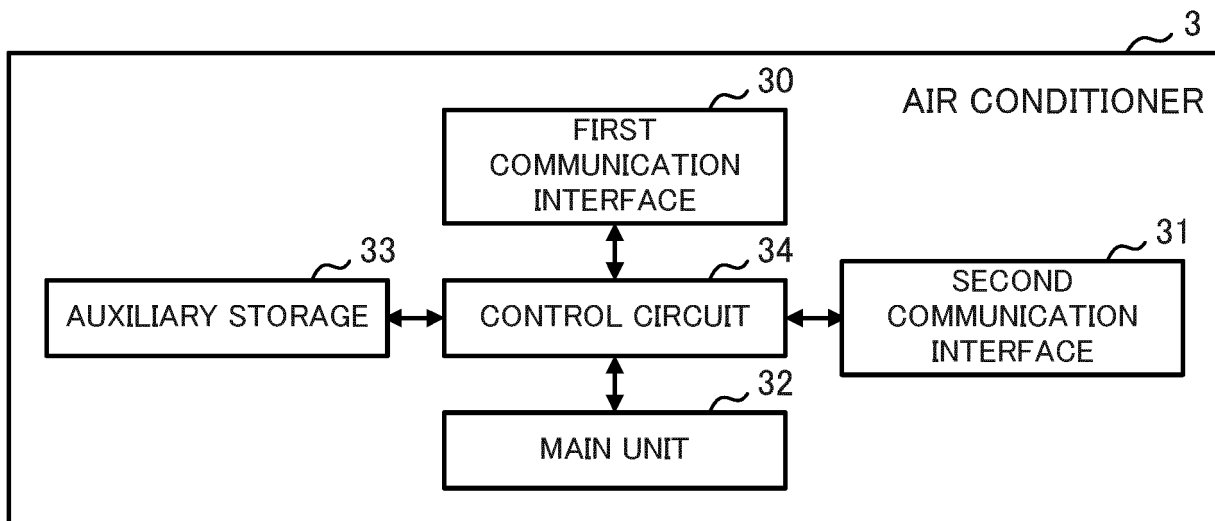 3
AIR CONDITIONER
30
FIRST
COMMUNICATION
INTERFACE
33
AUXILIARY STORAGE
34
CONTROL CIRCUIT
31
SECOND
COMMUNICATION
INTERFACE
32
MAIN UNIT